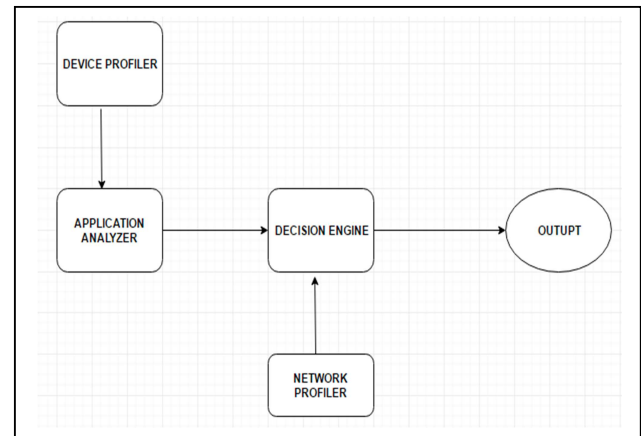 DEVICE PROFILER
APPLICATION
ANALYZER
DECISION ENGINE
OUTUPT
NETWORK
PROFILER